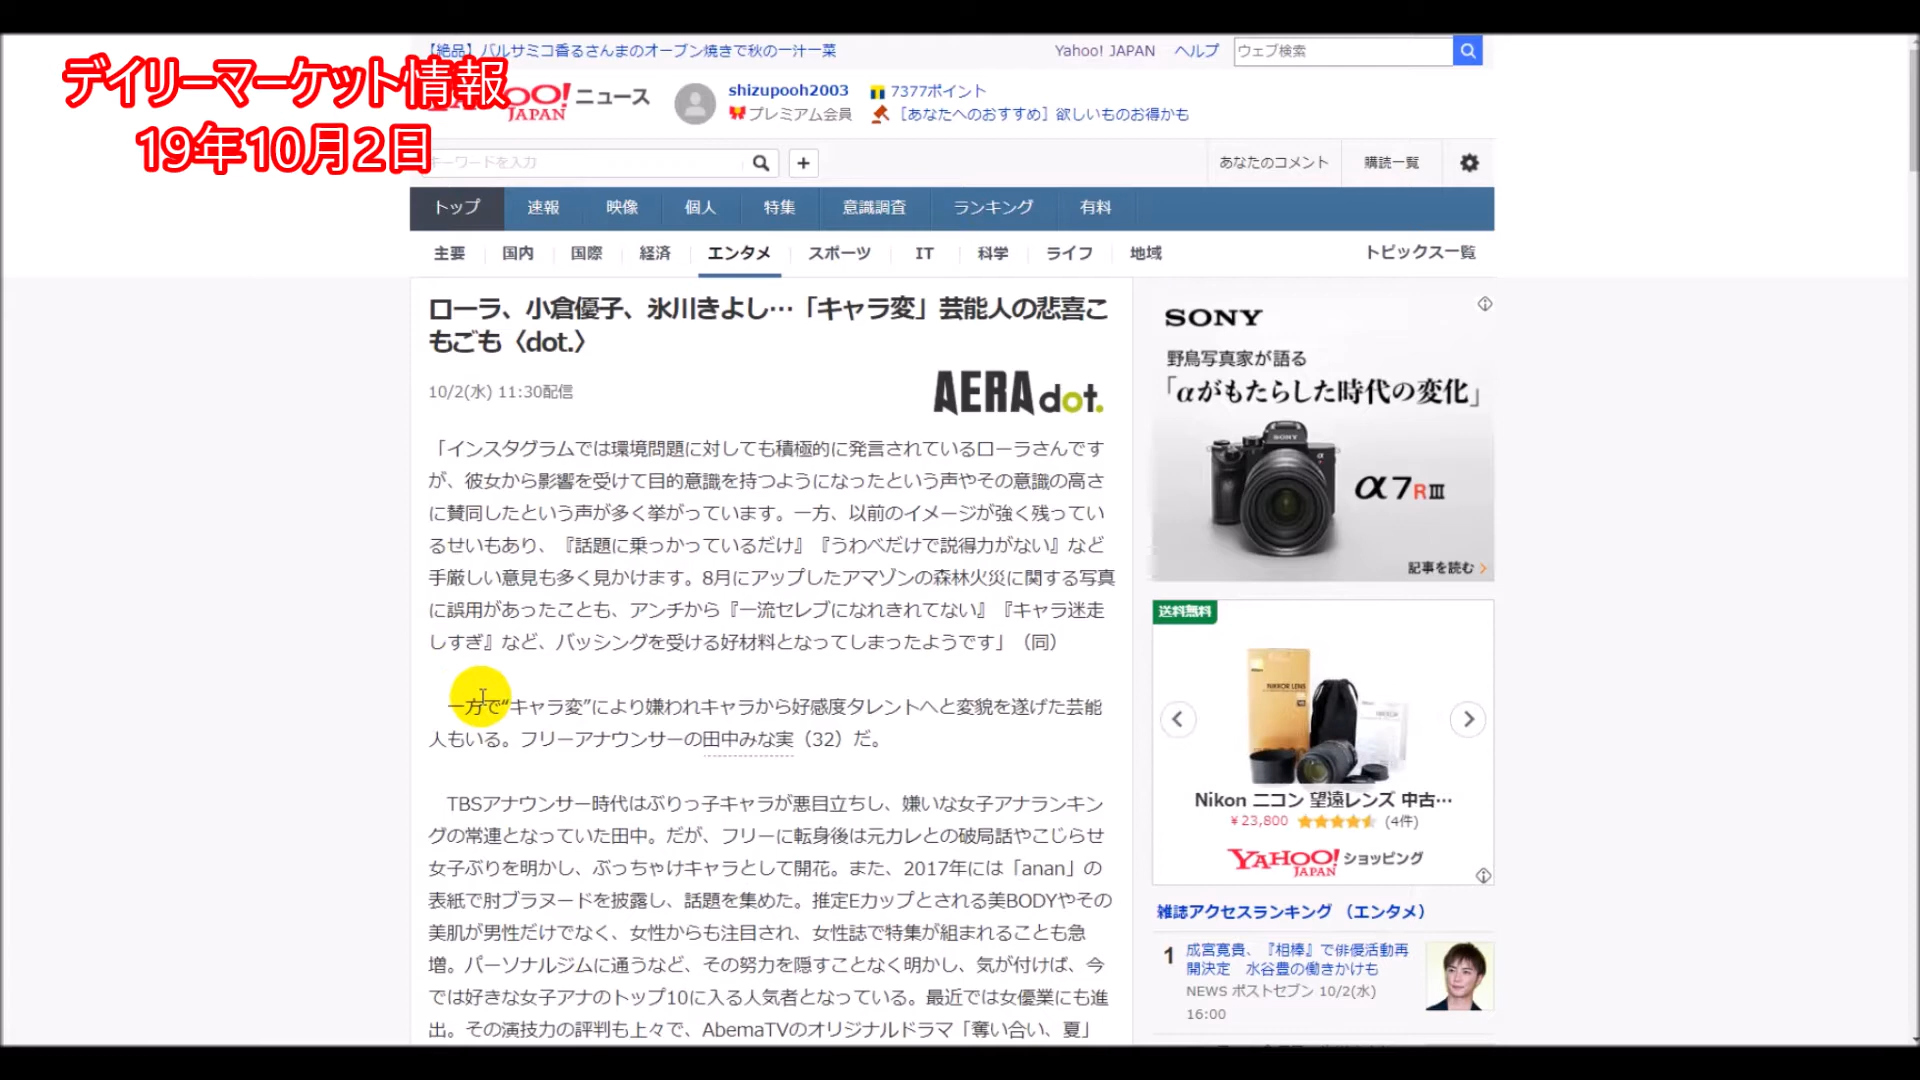 デイリーマーケット情報
19年10月2日
【絶品】バルサミコ香るさんまのオーブン焼きで秋の一汁一菜
Yahoo! JAPAN ヘルプ
ウェブ検索
ニュース
JAPAN
shizupooh2003
7377ポイント
プレミアム会員
［あなたへのおすすめ］欲しいものお得かも
キーワードを入力
+
あなたのコメント
購読一覧
トップ 速報 映像 個人 特集 意識調査 ランキング 有料
主要 国内 国際 経済 エンタメ スポーツ IT 科学 ライフ 地域
トピックス一覧
ローラ、小倉優子、氷川きよし…「キャラ変」芸能人の悲喜こ
もごも〈dot.〉
10/2(水) 11:30配信
AERA dot.
「インスタグラムでは環境問題に対しても積極的に発言されているローラさんです
が、彼女から影響を受けて目的意識を持つようになったという声やその意識の高さ
に賛同したという声が多く挙がっています。一方、以前のイメージが強く残ってい
るせいもあり、『話題に乗っかっているだけ』『うわべだけで説得力がない』など
手厳しい意見も多く見かけます。8月にアップしたアマゾンの森林火災に関する写真
に誤用があったことも、アンチから『一流セレブになれきれてない』『キャラ迷走
しすぎ』など、バッシングを受ける好材料となってしまったようです」（同）
一方で“キャラ変”により嫌われキャラから好感度タレントへと変貌を遂げた芸能
人もいる。フリーアナウンサーの田中みな実（32）だ。
TBSアナウンサー時代はぶりっ子キャラが悪目立ちし、嫌いな女子アナランキン
グの常連となっていた田中。だが、フリーに転身後は元カレとの破局話やこじらせ
女子ぶりを明かし、ぶっちゃけキャラとして開花。また、2017年には「anan」の
表紙で肘ブラヌードを披露し、話題を集めた。推定Eカップとされる美BODYやその
美肌が男性だけでなく、女性からも注目され、女性誌で特集が組まれることも急
増。パーソナルジムに通うなど、その努力を隠すことなく明かし、気が付けば、今
では好きな女子アナのトップ10に入る人気者となっている。最近では女優業にも進
出。その演技力の評判も上々で、AbemaTVのオリジナルドラマ「奪い合い、夏」
SONY
野鳥写真家が語る
「αがもたらした時代の変化」
SONY
α7RIII
記事を読む
送料無料
NIKKOR LENS
Nikon ニコン 望遠レンズ 中古…
￥23,800 (4件)
YAHOO! JAPAN ショッピング
雑誌アクセスランキング （エンタメ）
1
成宮寛貴、『相棒』で俳優活動再
開決定 水谷豊の働きかけも
NEWS ポストセブン 10/2(水)
16:00